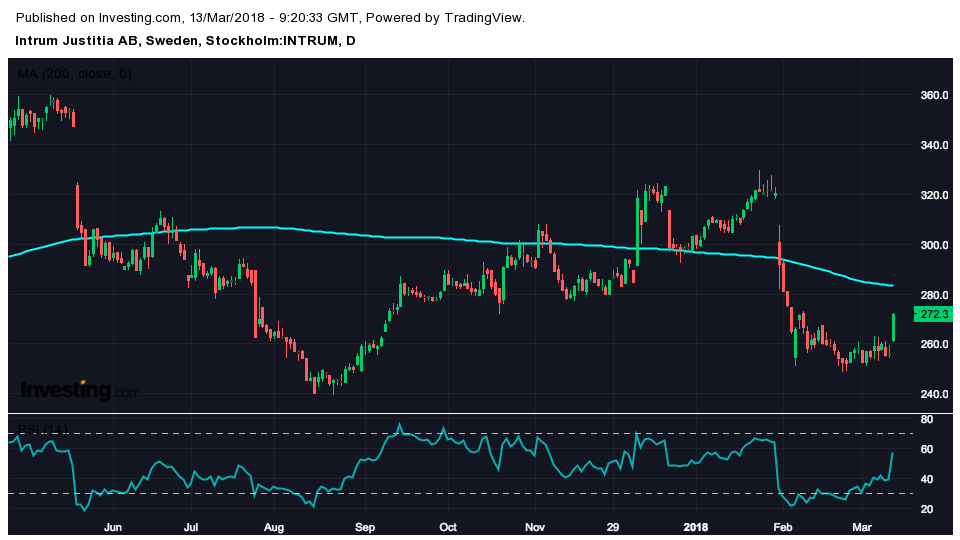 Published on Investing.com, 13/Mar/2018 - 9:20:33 GMT, Powered by TradingView.
Intrum Justitia AB, Sweden, Stockholm:INTRUM, D
MA (200, close, 0)
360.0
340.0
320.0
300.0
280.0
272.3
260.0
240.0
Investing.com
RSI (14)
80
60
40
20
Jun Jul Aug Sep Oct Nov 29 2018 Feb Mar